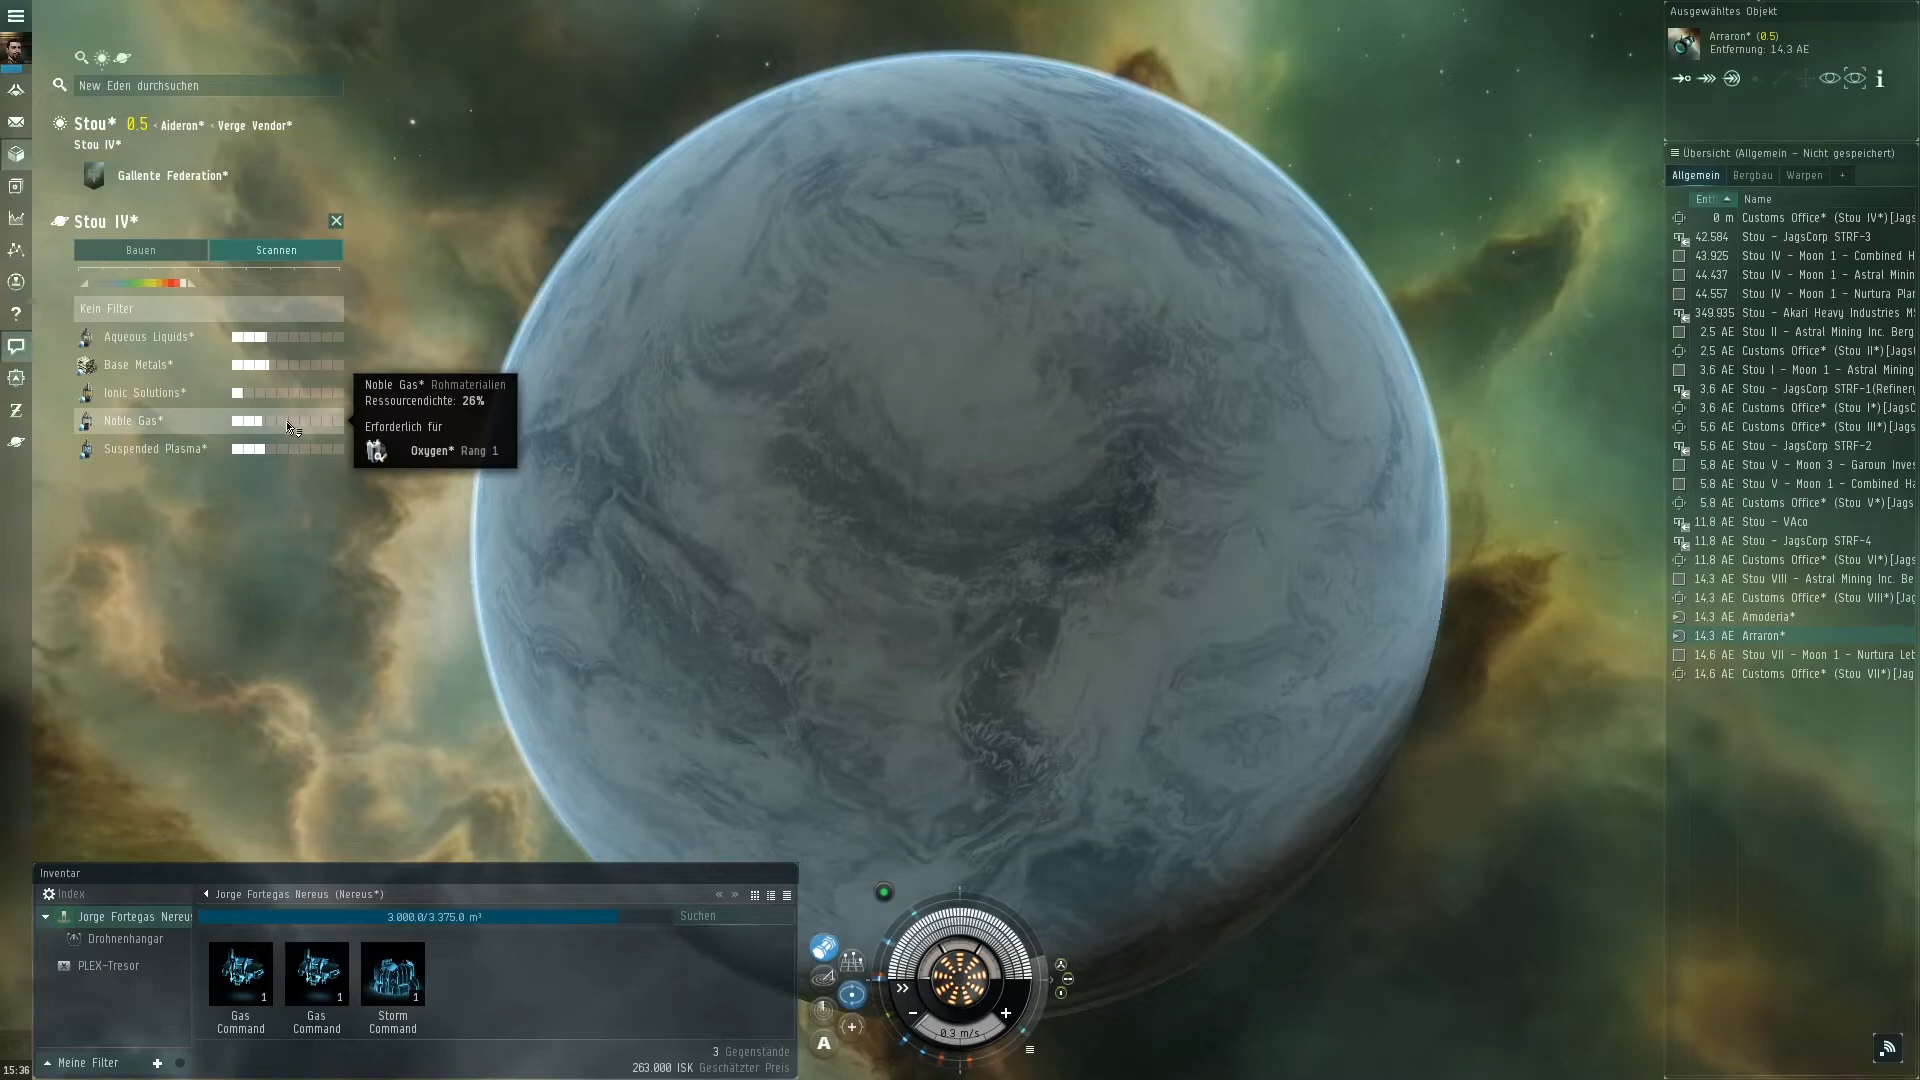 New Eden durchsuchen
Stou* 0.5 < Aideron* < Verge Vendor*
Stou IV*
Gallente Federation*
Stou IV*
Bauen
Scannen
Kein Filter
Aqueous Liquids*
Base Metals*
Ionic Solutions*
Noble Gas*
Suspended Plasma*
Noble Gas* Rohmaterialien
Ressourcendichte: 26%
Erforderlich für
Oxygen* Rang 1
Ausgewähltes Objekt
Arraron* (0.5)
Entfernung: 14.3 AE
Übersicht (Allgemein - Nicht gespeichert)
Allgemein Bergbau Warpen +
Entf Name
0 m Customs Office* (Stou IV*)[Jags
42.584 Stou - JagsCorp STRF-3
43.925 Stou IV - Moon 1 - Combined H
44.437 Stou IV - Moon 1 - Astral Minin
44.557 Stou IV - Moon 1 - Nurtura Plan
349.935 Stou - Akari Heavy Industries M
2,5 AE Stou II - Astral Mining Inc. Berg
2,5 AE Customs Office* (Stou II*)[Jags
3,6 AE Stou I - Moon 1 - Astral Mining
3,6 AE Stou - JagsCorp STRF-1(Refinery
3,6 AE Customs Office* (Stou I*)[JagsC
5,6 AE Customs Office* (Stou III*)[Jags
5,6 AE Stou - JagsCorp STRF-2
5,8 AE Stou V - Moon 3 - Garoun Inves
5,8 AE Stou V - Moon 1 - Combined Ha
5,8 AE Customs Office* (Stou V*)[Jags
11,8 AE Stou - VAco
11,8 AE Stou - JagsCorp STRF-4
11,8 AE Customs Office* (Stou VI*)[Jag
14,3 AE Stou VIII - Astral Mining Inc. Be
14,3 AE Customs Office* (Stou VIII*)[Jag
14,3 AE Amoderia*
14,3 AE Arraron*
14,6 AE Stou VII - Moon 1 - Nurtura Leb
14,6 AE Customs Office* (Stou VII*)[Jag
Inventar
Index
Jorge Fortegas Nereus (Nereus*)
Jorge Fortegas Nereus
3.000,0/3.375,0 m³
Suchen
Drohnenhangar
PLEX-Tresor
1
1
1
Gas Command
Gas Command
Storm Command
3 Gegenstände
263.000 ISK Geschätzter Preis
Meine Filter
15:36
0,3 m/s
A